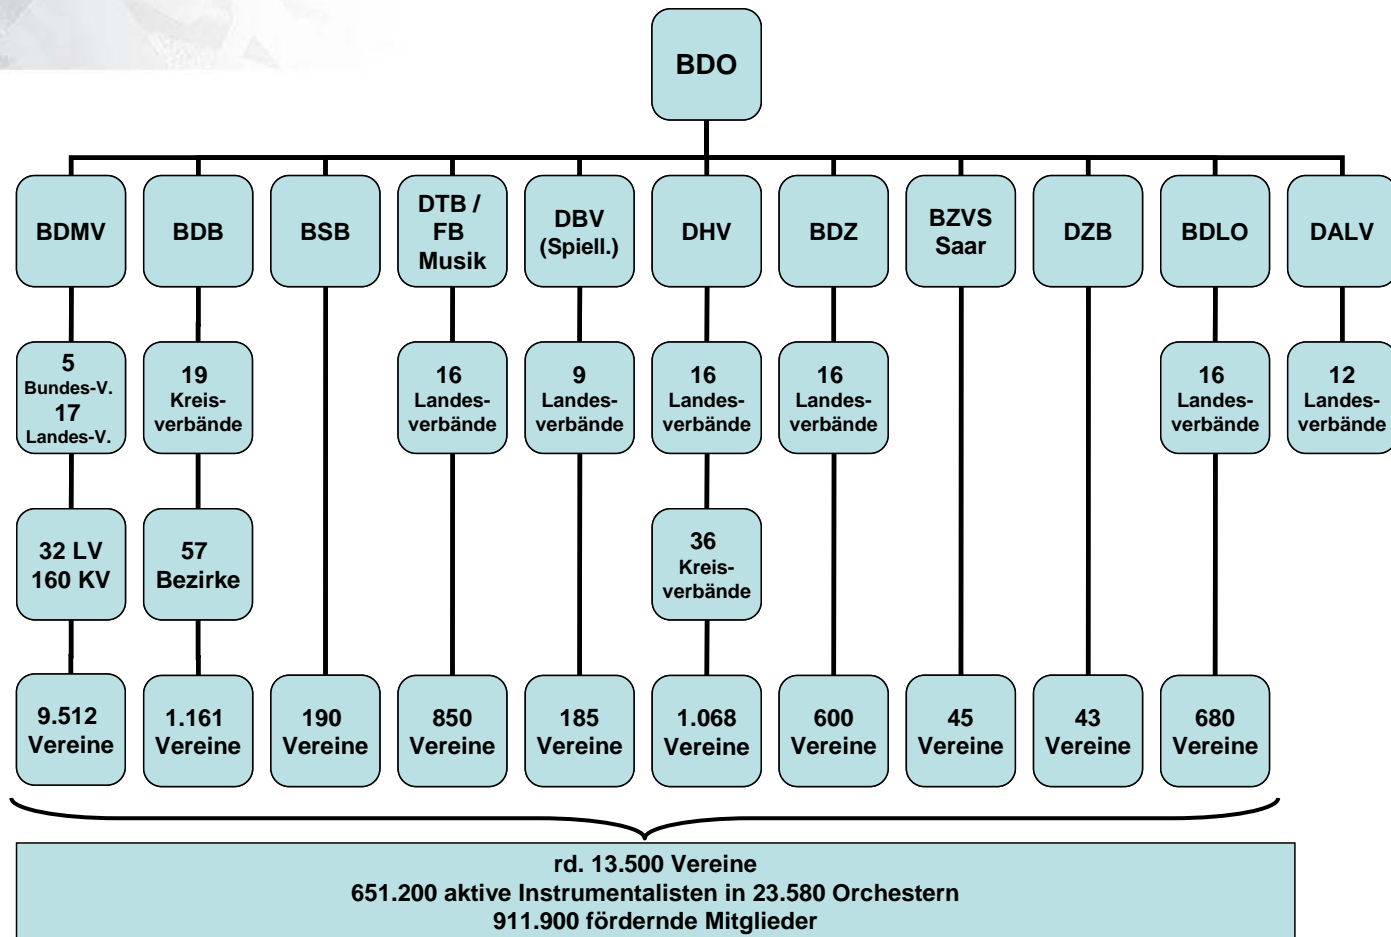 BDO
BDMV
BDB
BSB
DTB /
FB
Musik
DBV
(Spiell.)
DHV
BDZ
BZVS
Saar
DZB
BDLO
DALV
5
Bundes-V.
17
Landes-V.
19
Kreis-
verbände
16
Landes-
verbände
9
Landes-
verbände
16
Landes-
verbände
16
Landes-
verbände
16
Landes-
verbände
12
Landes-
verbände
32 LV
160 KV
57
Bezirke
36
Kreis-
verbände
9.512
Vereine
1.161
Vereine
190
Vereine
850
Vereine
185
Vereine
1.068
Vereine
600
Vereine
45
Vereine
43
Vereine
680
Vereine
rd. 13.500 Vereine
651.200 aktive Instrumentalisten in 23.580 Orchestern
911.900 fördernde Mitglieder